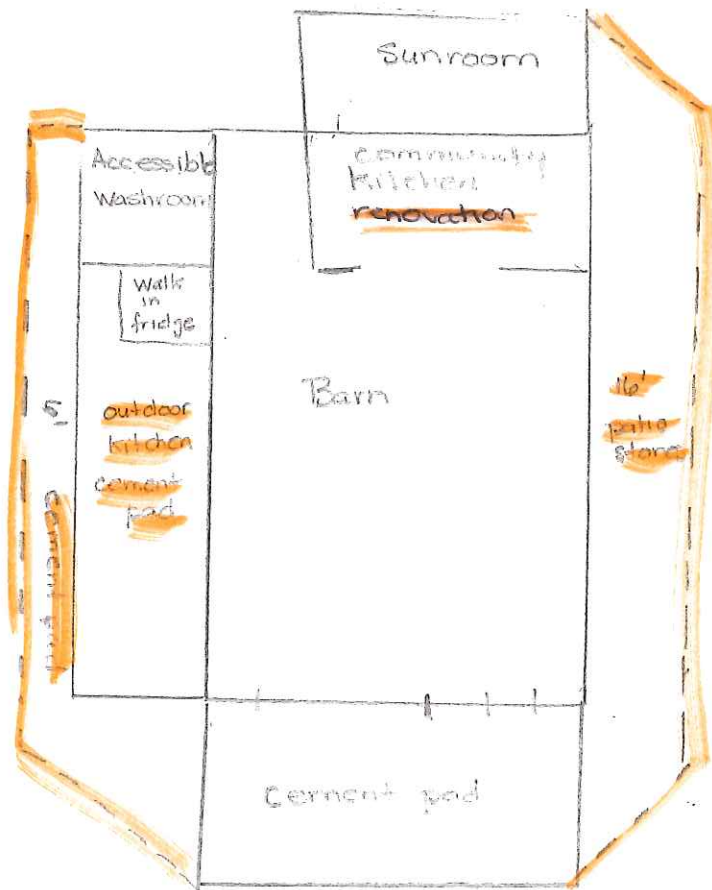 Sunroom
Accessible
Washroom
community
kitchen
renovation
Walk
in
fridge
Barn
5
outdoor
kitchen
cement
pad
16'
patio
stone
cement pad
cement pad